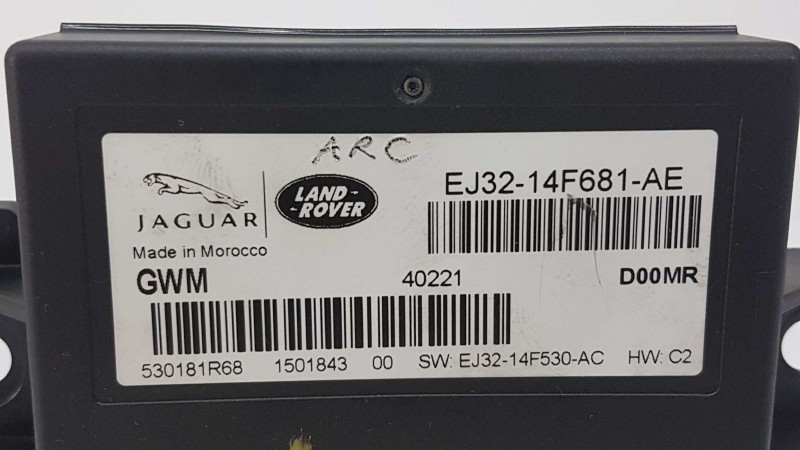 ARC
JAGUAR
LAND-
-ROVER
EJ32-14F681-AE
Made in Morocco
GWM 40221 D00MR
530181R68 1501843 00 SW: EJ32-14F530-AC HW: C2